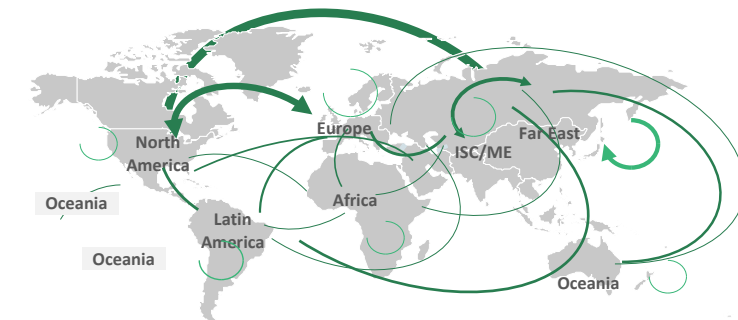 Europe
Far East
North
America
ISC/ME
Oceania
Africa
Latin
America
Oceania
Oceania